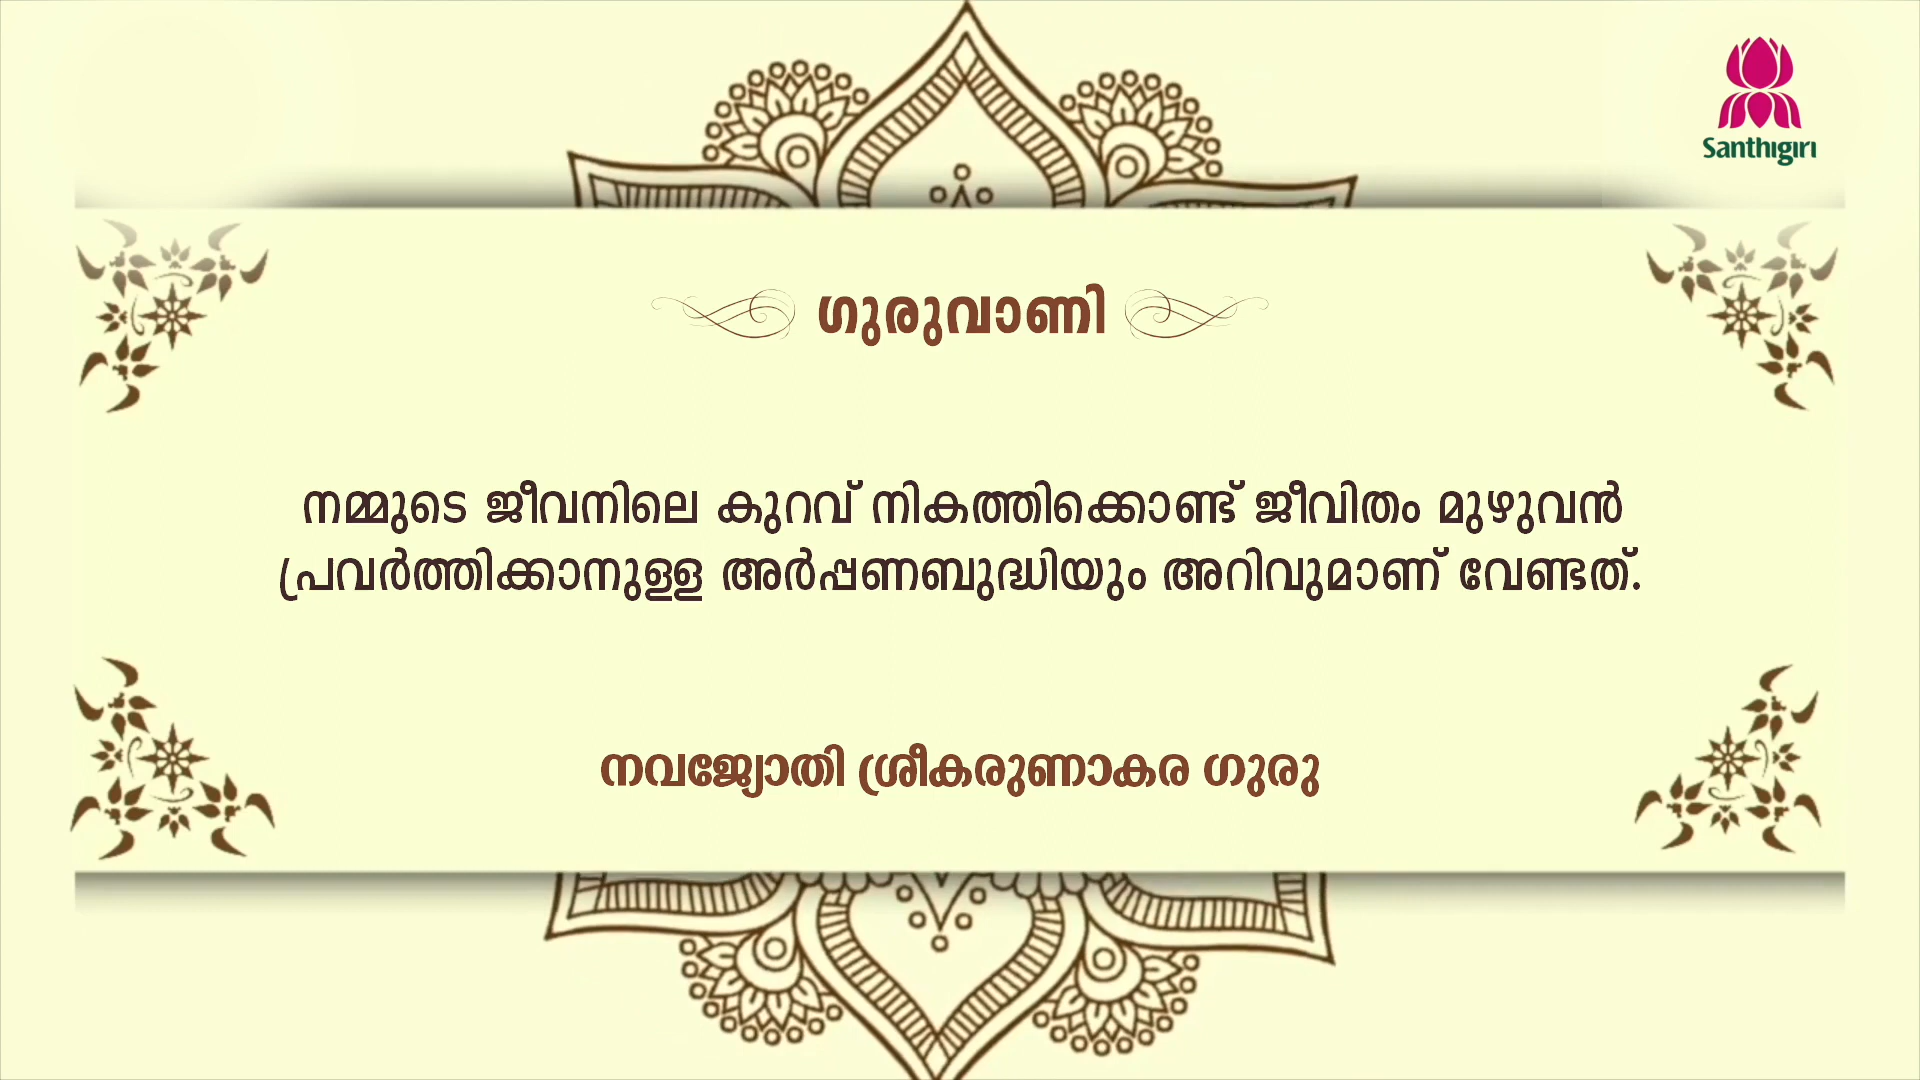 Santhigiri
ഗുരുവാണി
നമ്മുടെ ജീവനിലെ കുറവ് നികത്തിക്കൊണ്ട് ജീവിതം മുഴുവൻ
പ്രവർത്തിക്കാനുള്ള അർപ്പണബുദ്ധിയും അറിവുമാണ് വേണ്ടത്.
നവജ്യോതി ശ്രീകരുണാകര ഗുരു